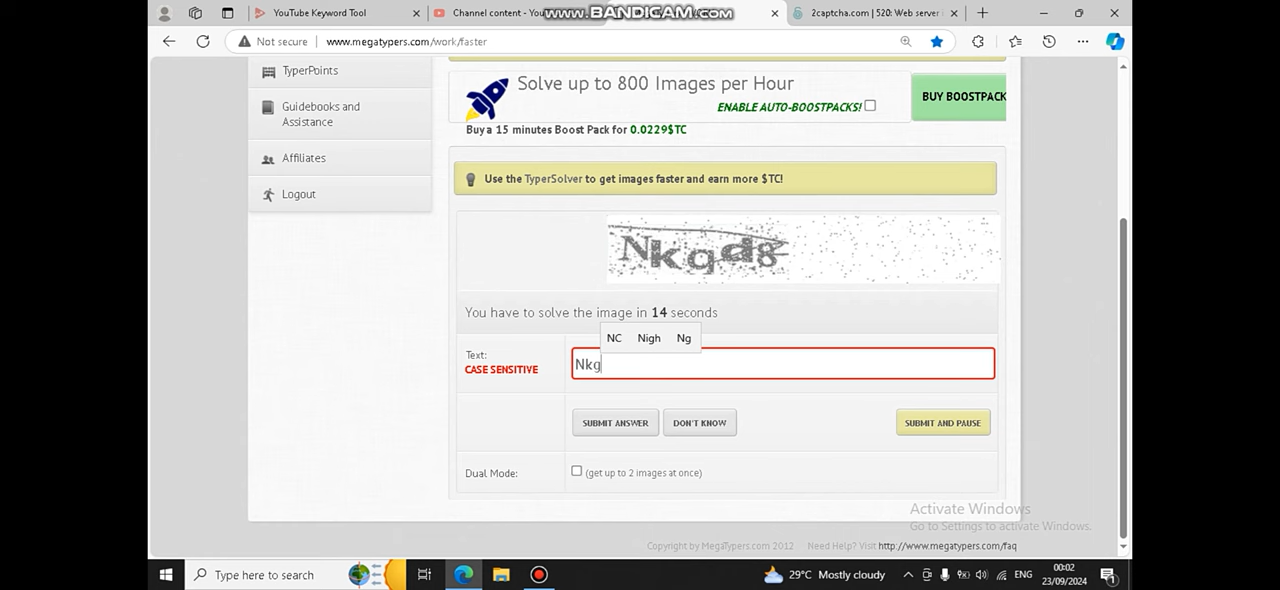 YouTube Keyword Tool
Channel content - You
www.BANDICAM.com
2captcha.com | 520: Web server i
Not secure
www.megatypers.com/work/faster
TyperPoints
Guidebooks and
Assistance
Affiliates
Logout
Solve up to 800 Images per Hour
ENABLE AUTO-BOOSTPACKS!
BUY BOOSTPACK
Buy a 15 minutes Boost Pack for 0.0229$TC
Use the TyperSolver to get images faster and earn more $TC!
Nkqd8
You have to solve the image in 14 seconds
NC Nigh Ng
Text:
CASE SENSITIVE
Nkg
SUBMIT ANSWER
DON'T KNOW
SUBMIT AND PAUSE
Dual Mode:
(get up to 2 images at once)
Activate Windows
Go to Settings to activate Windows.
Copyright by MegaTypers.com 2012
Need Help? Visit http://www.megatypers.com/faq
Type here to search
29°C Mostly cloudy
ENG
00:02
23/09/2024
1